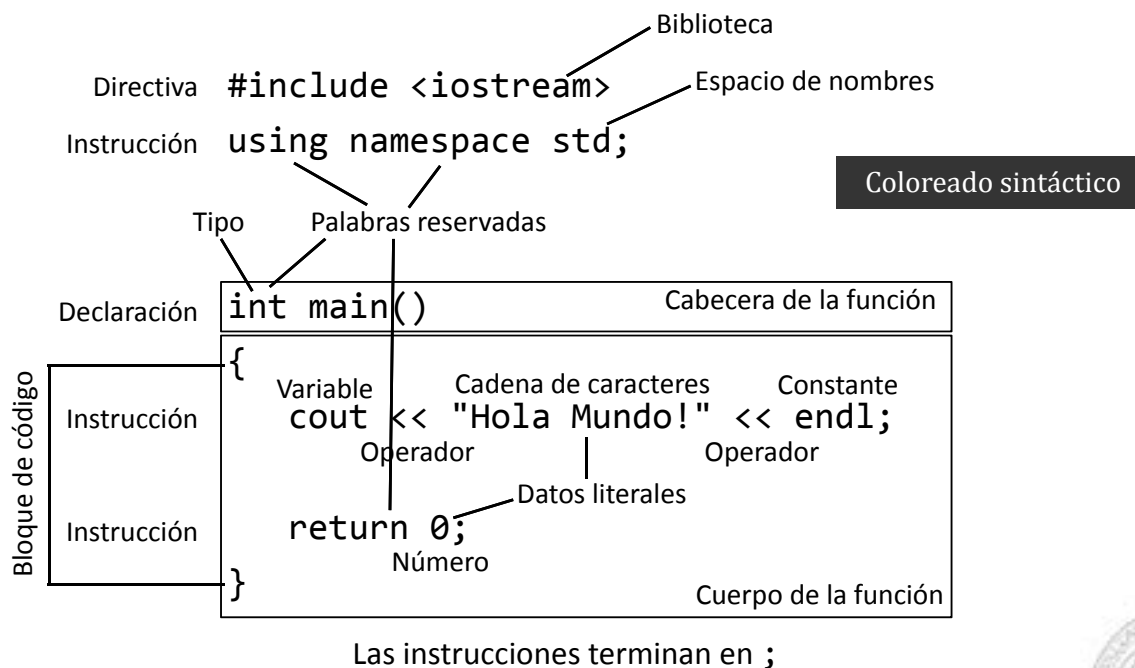 Biblioteca
Directiva #include <iostream>
Espacio de nombres
Instrucción using namespace std;
Coloreado sintáctico
Tipo Palabras reservadas
Declaración int main() Cabecera de la función
{
Bloque de código
Variable Cadena de caracteres Constante
Instrucción cout << "Hola Mundo!" << endl;
Operador Operador
Datos literales
Instrucción return 0;
Número
}
Cuerpo de la función
Las instrucciones terminan en ;